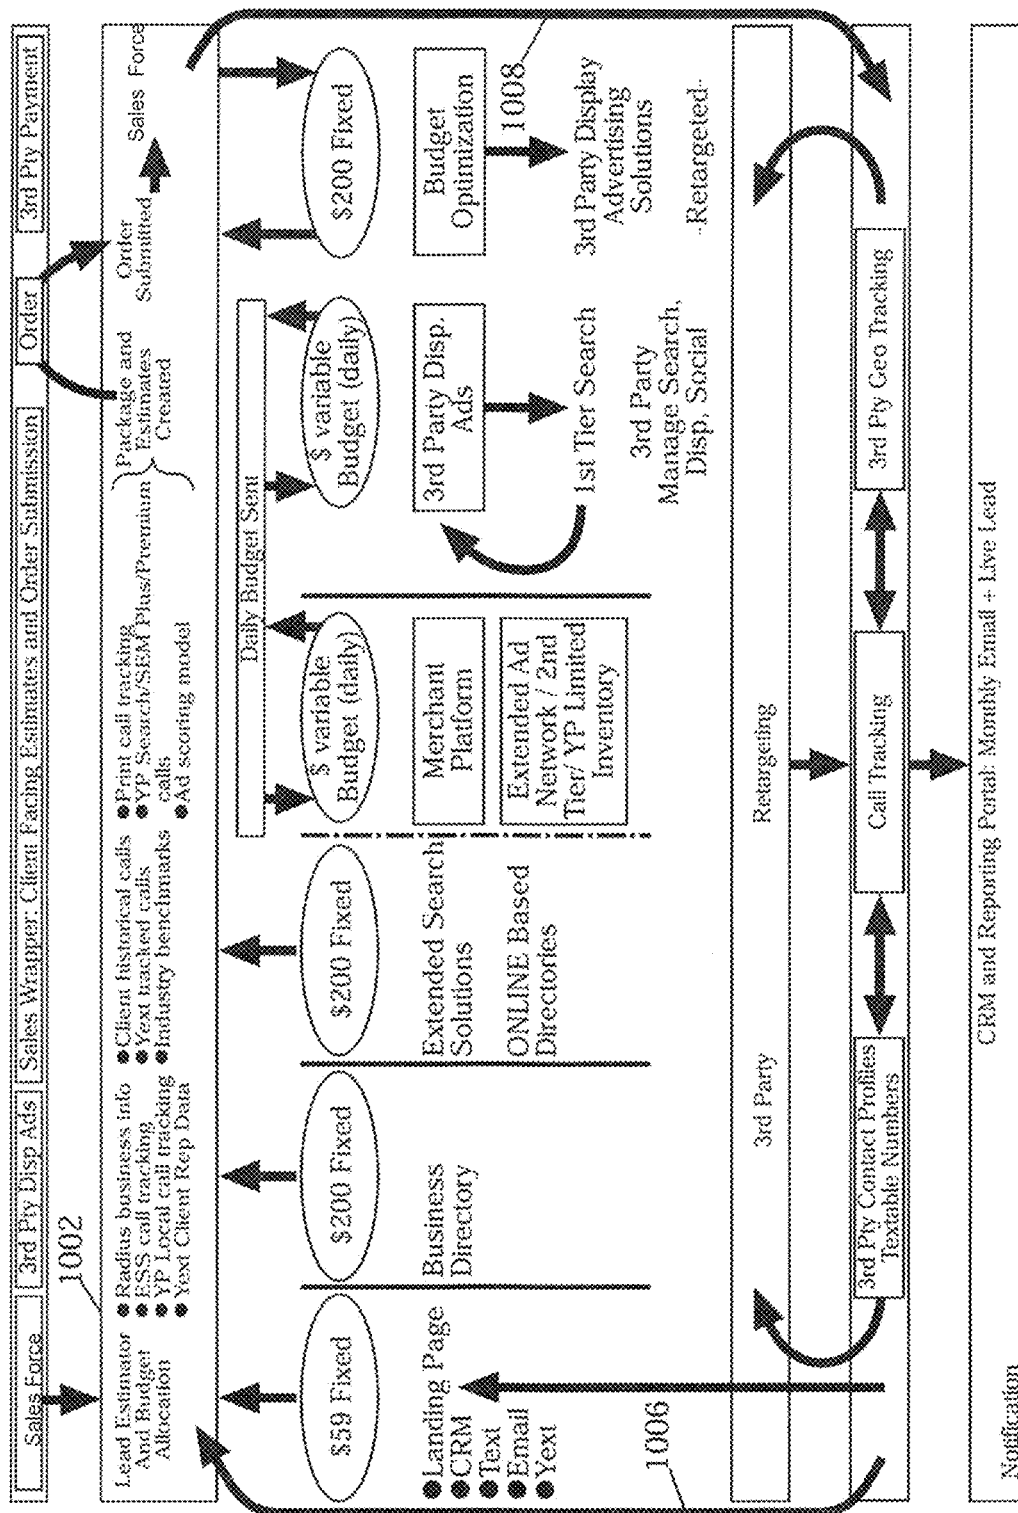 Sales Force
3rd Pty Disp Ads
Sales Wrapper: Client Facing Estimates and Order Submission
Order
3rd Pty Payment
1002
Lead Estimator
And Budget
Allocation
●Radius business info
●ESS call tracking
●YP Local call tracking
●Yext Client Rep Data
●Client historical calls
●Yext tracked calls
●Industry benchmarks
●Print call tracking
●YP Search/SEM Plus/Premium
calls
●Ad scoring model
Package and
Estimates
Created
Order
Submitted
Sales Force
Daily Budget Sent
$59 Fixed
$200 Fixed
$200 Fixed
$ variable
Budget (daily)
$ variable
Budget (daily)
$200 Fixed
●Landing Page
●CRM
●Text
●Email
●Yext
Business
Directory
Extended Search
Solutions
ONLINE Based
Directories
Merchant
Platform
Extended Ad
Network / 2nd
Tier/ YP Limited
Inventory
3rd Party Disp.
Ads
1st Tier Search
3rd Party
Manage Search,
Disp, Social
Budget
Optimization
1008
3rd Party Display
Advertising
Solutions
-Retargeted-
1006
3rd Party
Retargeting
3rd Pty Contact Profiles
Textable Numbers
Call Tracking
3rd Pty Geo Tracking
CRM and Reporting Portal: Monthly Email + Live Lead
Notification